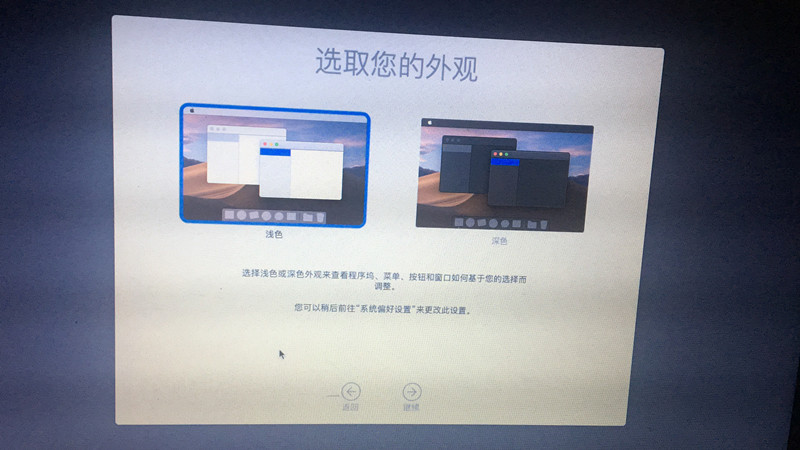 选取您的外观
浅色
深色
选择浅色或深色外观来查看程序坞、菜单、按钮和窗口如何基于您的选择而
调整。
您可以稍后前往“系统偏好设置”来更改此设置。
返回
继续